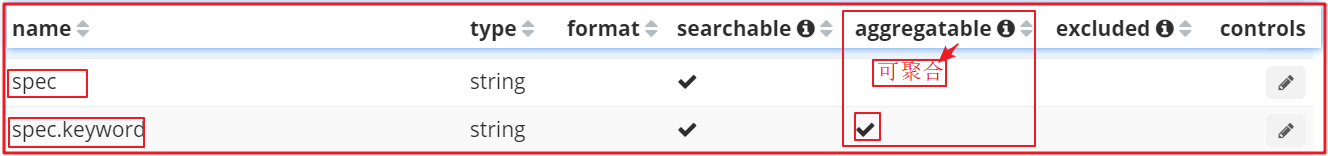 name type format searchable aggregatable excluded controls
可聚合
spec string
spec.keyword string